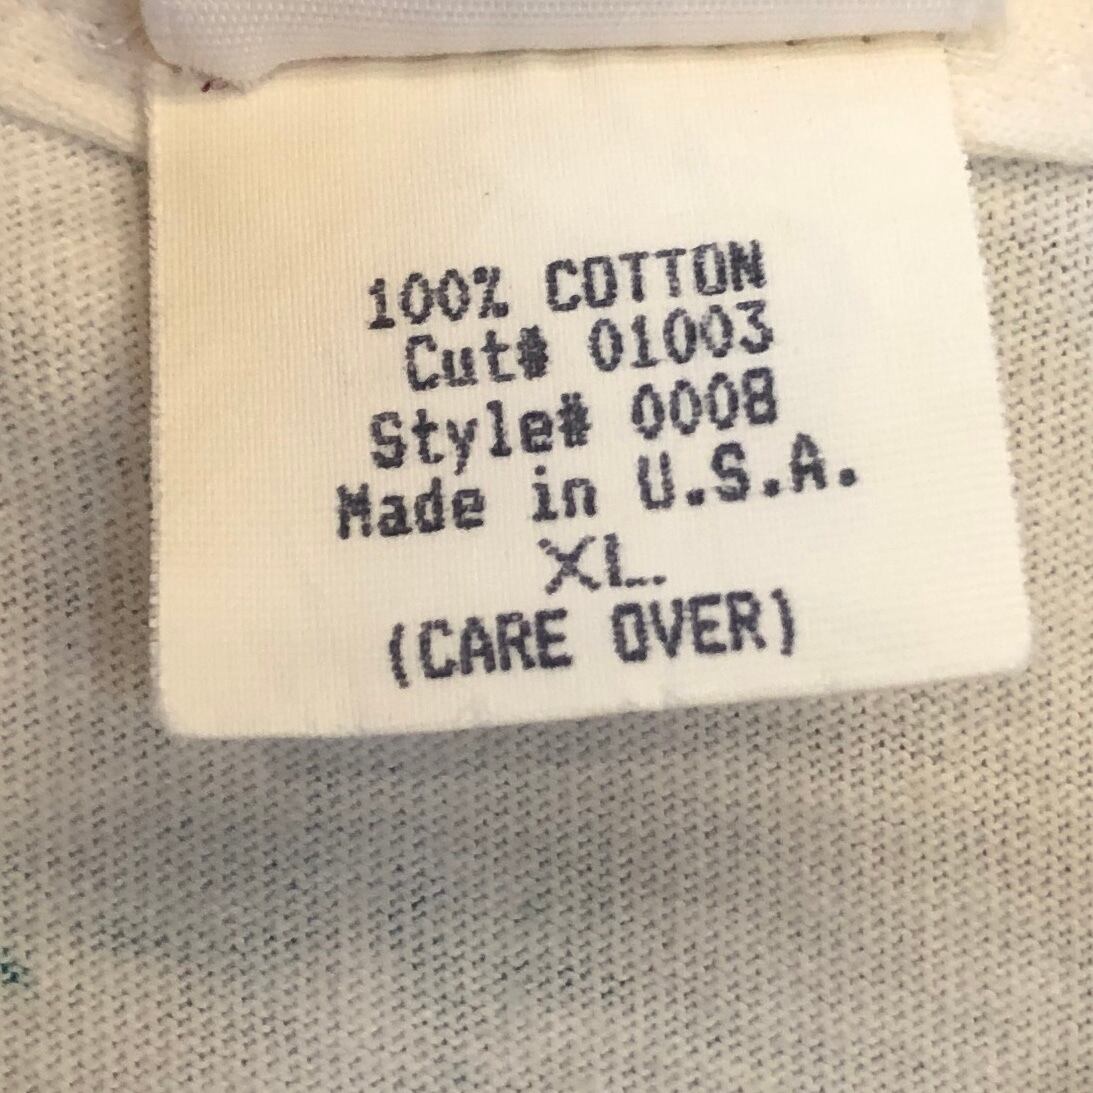 100% COTTON
Cut# 01003
Style# 0008
Made in U.S.A.
XL.
(CARE OVER)